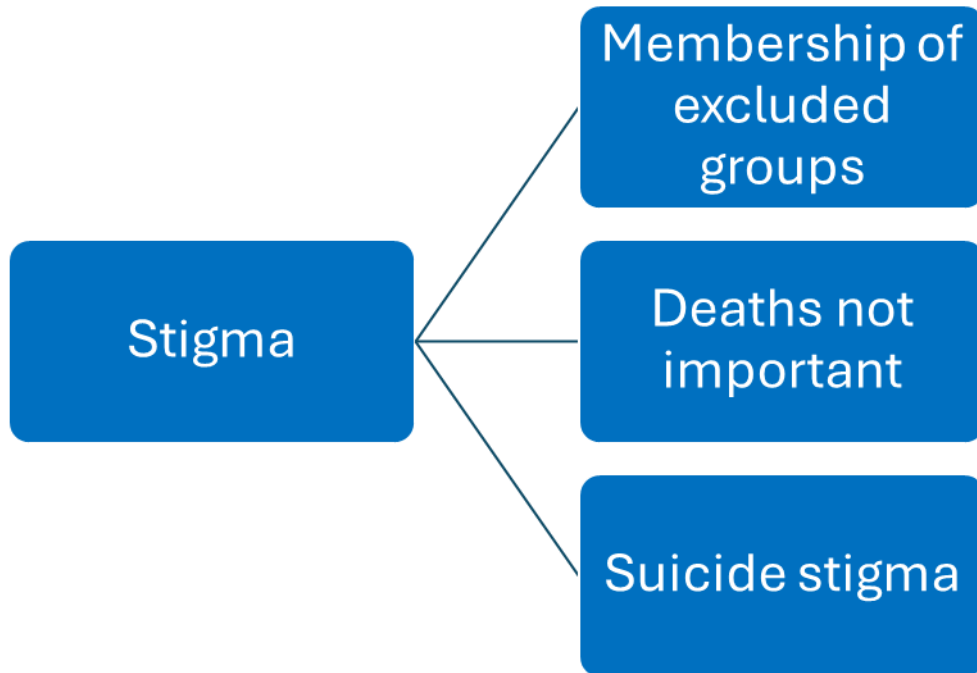 Membership of
excluded
groups
Stigma
Deaths not
important
Suicide stigma